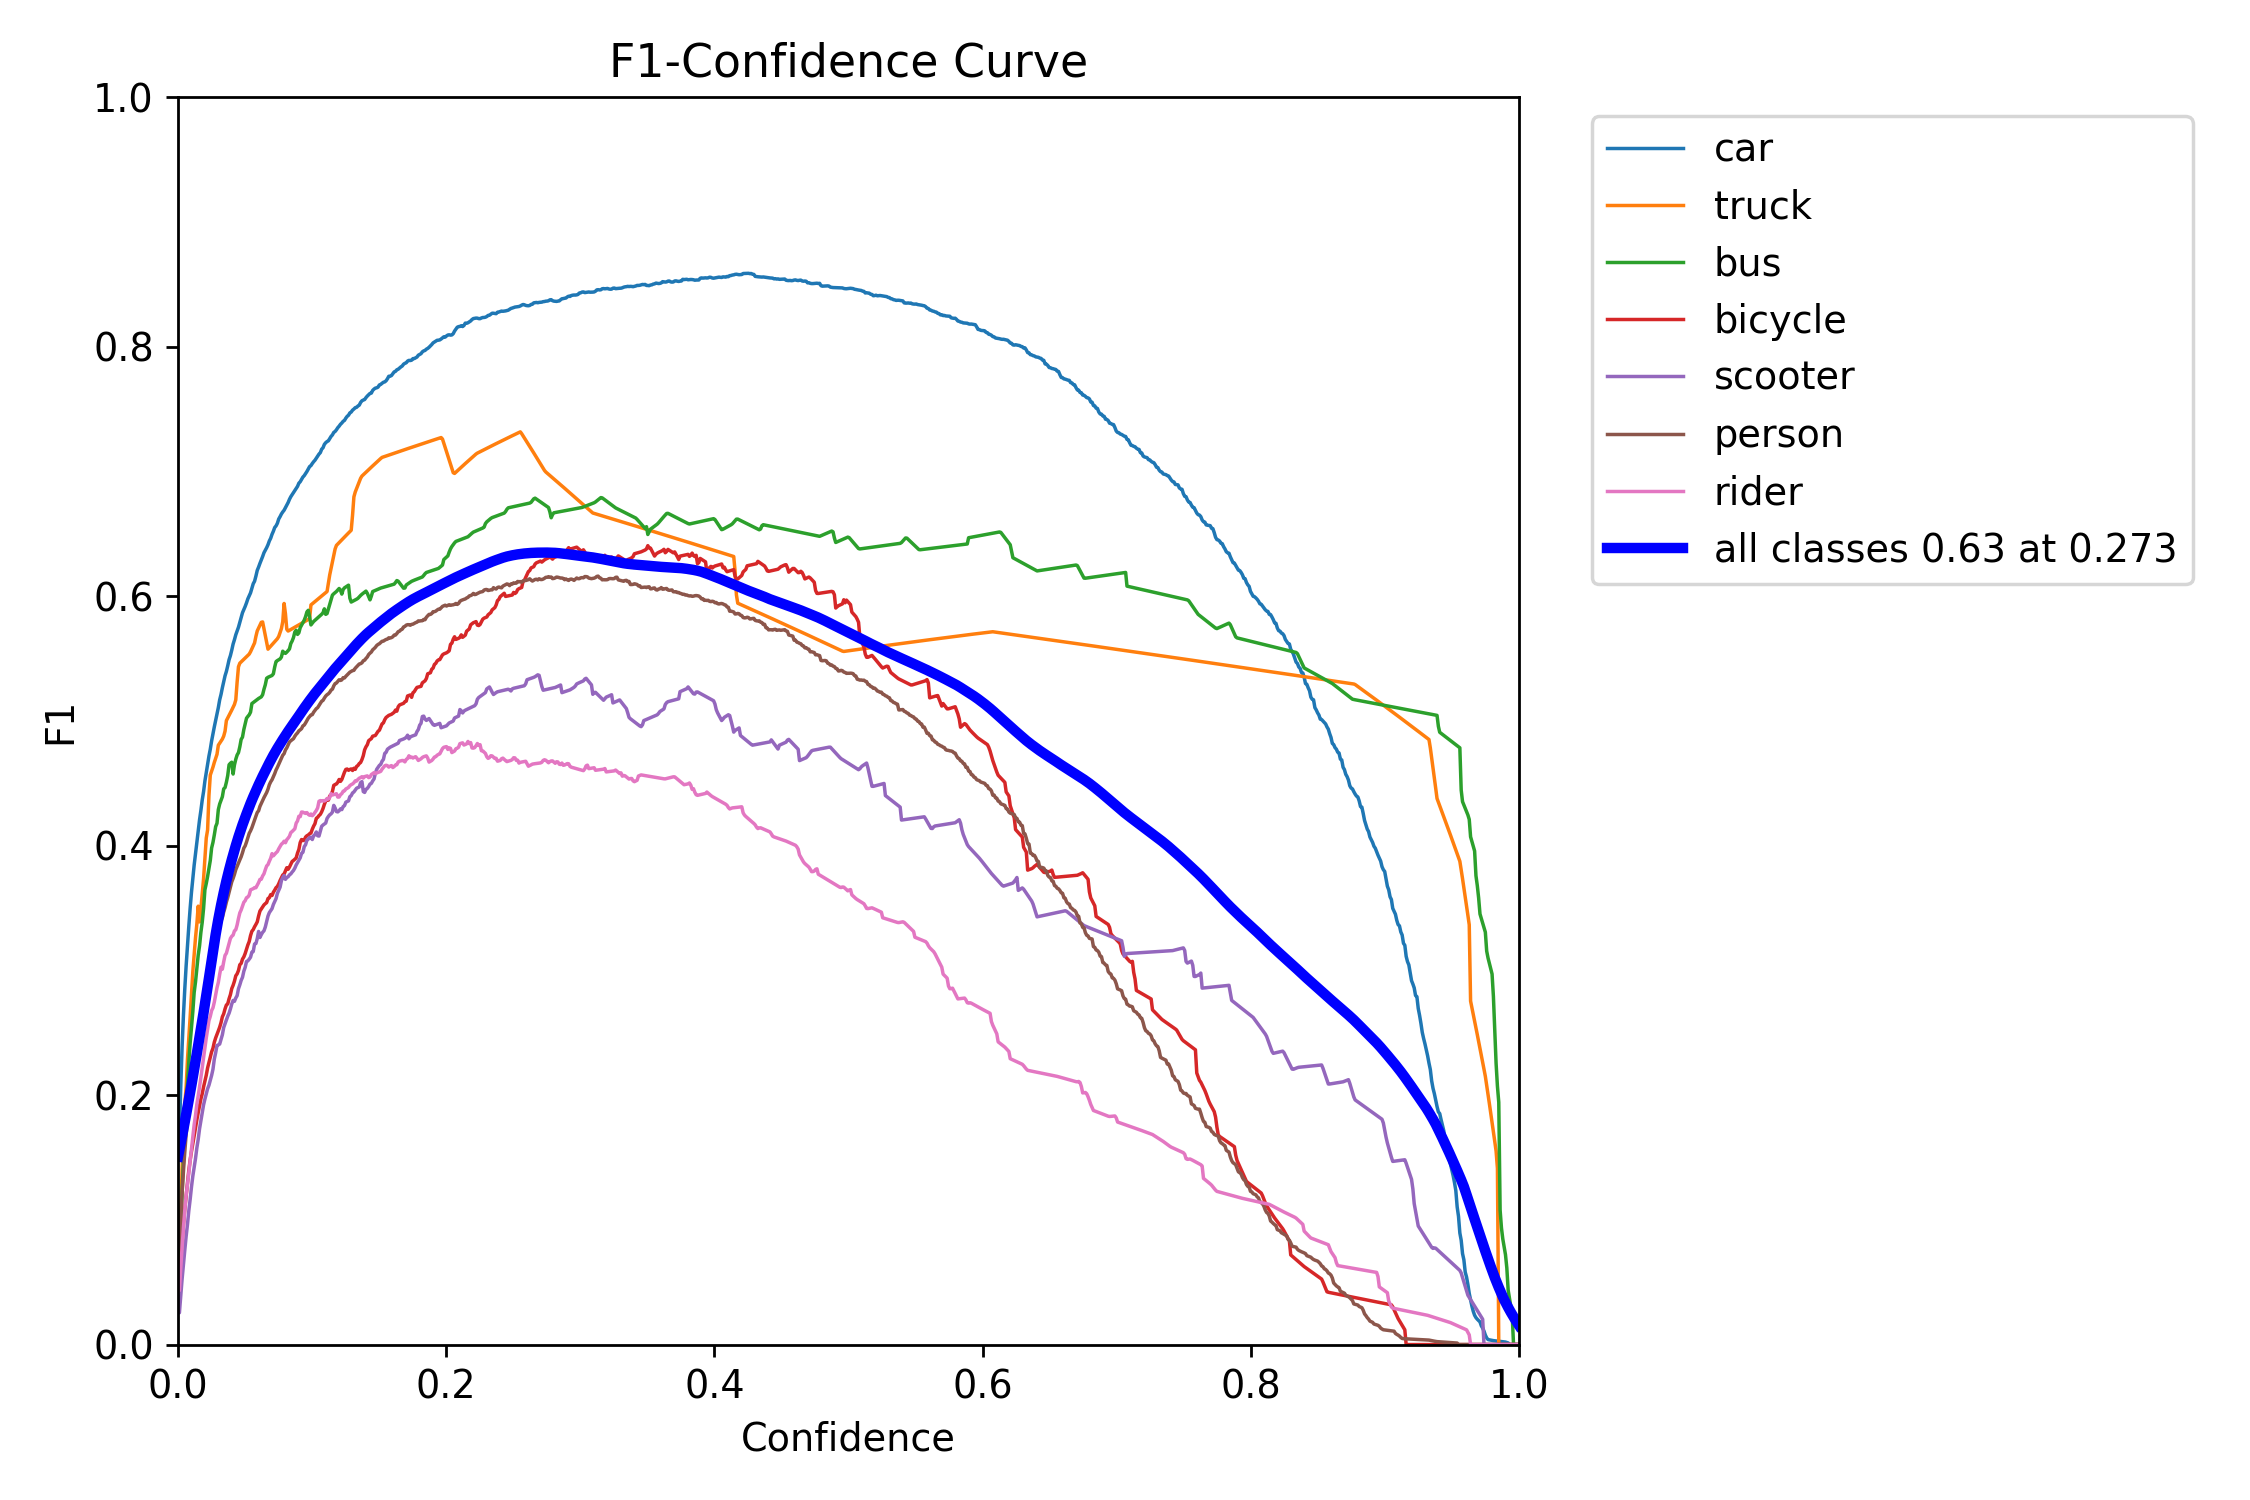 F1-Confidence Curve
1.0
0.8
0.6
0.4
0.2
0.0
F1
0.0 0.2 0.4 0.6 0.8 1.0
Confidence
car
truck
bus
bicycle
scooter
person
rider
all classes 0.63 at 0.273